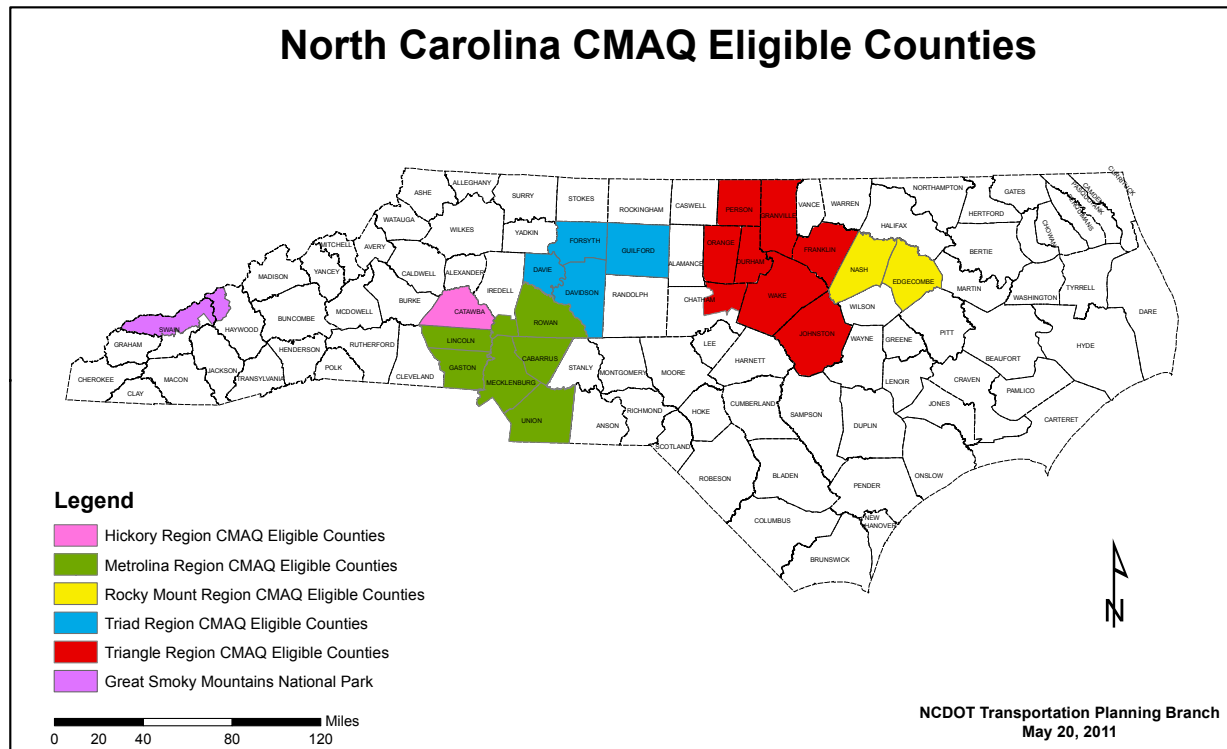 North Carolina CMAQ Eligible Counties
CURRITUCK
ALLEGHANY
ASHE
SURRY
STOKES
ROCKINGHAM
CASWELL
PERSON
GRANVILLE
VANCE
WARREN
NORTHAMPTON
GATES
CAMDEN
PASQUOTANK
PERQUIMANS
HERTFORD
CHOWAN
HALIFAX
WATAUGA
WILKES
YADKIN
FORSYTH
GUILFORD
ALAMANCE
ORANGE
DURHAM
FRANKLIN
BERTIE
MITCHELL
AVERY
YANCEY
MADISON
CALDWELL
ALEXANDER
IREDELL
DAVIE
DAVIDSON
RANDOLPH
CHATHAM
WAKE
NASH
EDGECOMBE
MARTIN
WASHINGTON
TYRRELL
DARE
BURKE
MCDOWELL
BUNCOMBE
CATAWBA
ROWAN
WILSON
PITT
JOHNSTON
SWAIN
HAYWOOD
GRAHAM
HENDERSON
RUTHERFORD
LINCOLN
CABARRUS
LEE
HARNETT
WAYNE
GREENE
BEAUFORT
HYDE
CHEROKEE
CLAY
MACON
JACKSON
TRANSYLVANIA
POLK
CLEVELAND
GASTON
MECKLENBURG
STANLY
MONTGOMERY
MOORE
LENOIR
CRAVEN
PAMLICO
UNION
ANSON
RICHMOND
SCOTLAND
HOKE
CUMBERLAND
SAMPSON
DUPLIN
JONES
CARTERET
ROBESON
BLADEN
PENDER
ONSLOW
COLUMBUS
NEW
HANOVER
BRUNSWICK
Legend
Hickory Region CMAQ Eligible Counties
Metrolina Region CMAQ Eligible Counties
Rocky Mount Region CMAQ Eligible Counties
Triad Region CMAQ Eligible Counties
Triangle Region CMAQ Eligible Counties
Great Smoky Mountains National Park
Miles
0 20 40 80 120
N
NCDOT Transportation Planning Branch
May 20, 2011